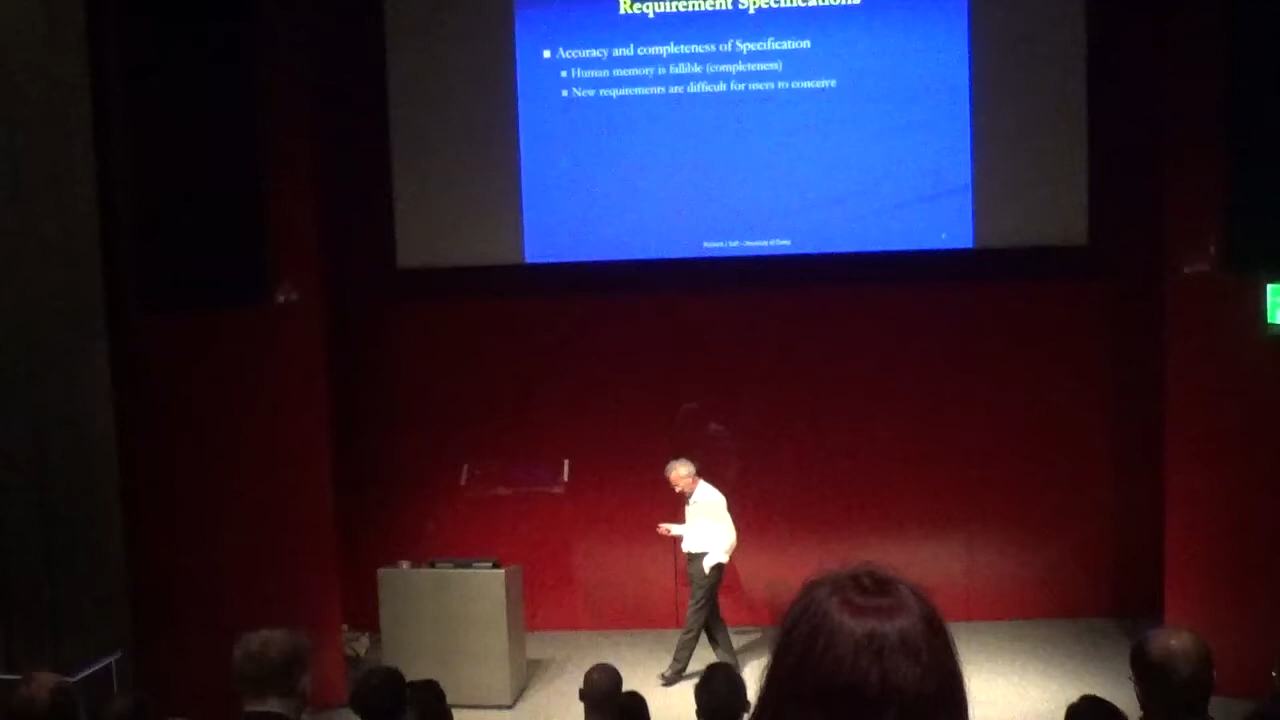 Requirement Specifications
Accuracy and completeness of Specification
Human memory is fallible (completeness)
New requirements are difficult for users to conceive